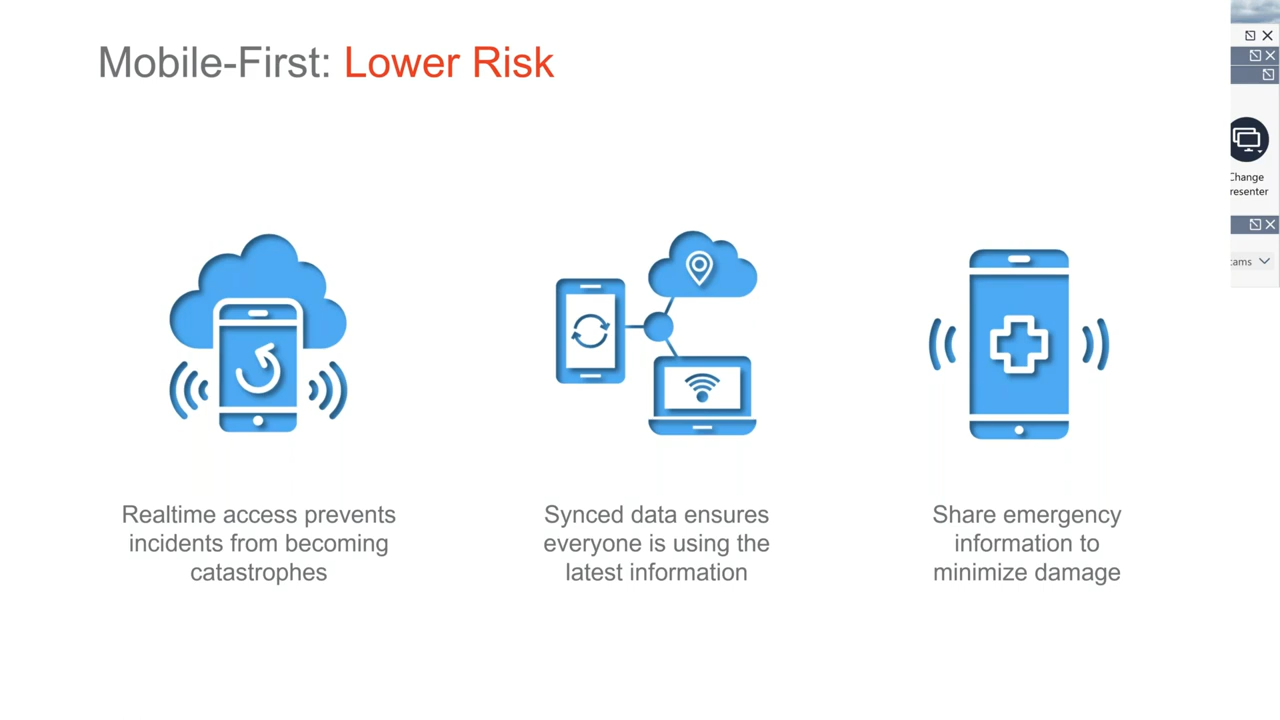 Mobile-First: Lower Risk
Change
resenter
Realtime access prevents
incidents from becoming
catastrophes
Synced data ensures
everyone is using the
latest information
Share emergency
information to
minimize damage